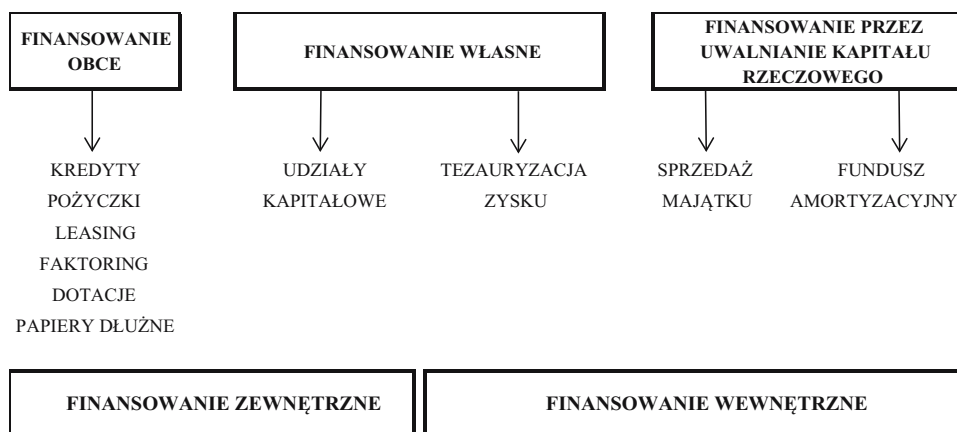 FINANSOWANIE
OBCE
FINANSOWANIE WŁASNE
FINANSOWANIE PRZEZ
UWALNIANIE KAPITAŁU
RZECZOWEGO
KREDYTY
POŻYCZKI
LEASING
FAKTORING
DOTACJE
PAPIERY DŁUŻNE
UDZIAŁY
KAPITAŁOWE
TEZAURYZACJA
ZYSKU
SPRZEDAŻ
MAJĄTKU
FUNDUSZ
AMORTYZACYJNY
FINANSOWANIE ZEWNĘTRZNE
FINANSOWANIE WEWNĘTRZNE